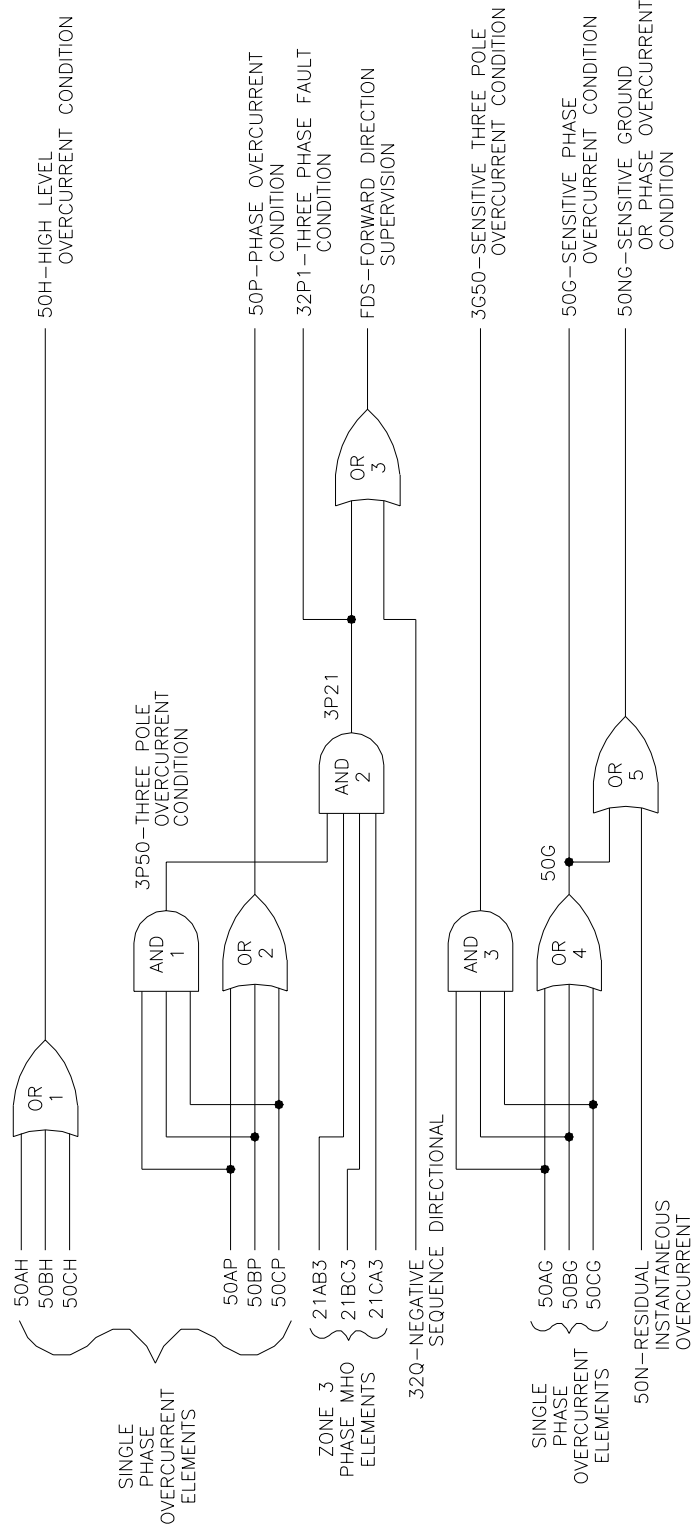 50AH
50BH
50CH
OR
1
50H–HIGH LEVEL
OVERCURRENT CONDITION
SINGLE
PHASE
OVERCURRENT
ELEMENTS
3P50–THREE POLE
OVERCURRENT
CONDITION
AND
1
50AP
50BP
50CP
OR
2
50P–PHASE OVERCURRENT
CONDITION
32P1–THREE PHASE FAULT
CONDITION
21AB3
21BC3
21CA3
ZONE 3
PHASE MHO
ELEMENTS
AND
2
3P21
OR
3
FDS–FORWARD DIRECTION
SUPERVISION
32Q–NEGATIVE
SEQUENCE DIRECTIONAL
AND
3
3G50–SENSITIVE THREE POLE
OVERCURRENT CONDITION
50AG
50BG
50CG
SINGLE
PHASE
OVERCURRENT
ELEMENTS
OR
4
50G
50G–SENSITIVE PHASE
OVERCURRENT CONDITION
OR
5
50NG–SENSITIVE GROUND
OR PHASE OVERCURRENT
CONDITION
50N–RESIDUAL
INSTANTANEOUS
OVERCURRENT